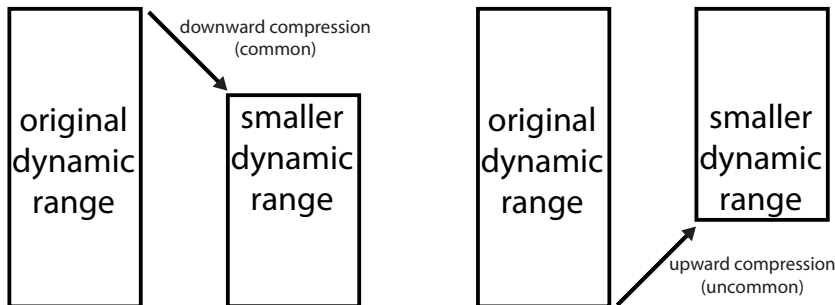 downward compression
(common)
original
dynamic
range
smaller
dynamic
range
original
dynamic
range
smaller
dynamic
range
upward compression
(uncommon)